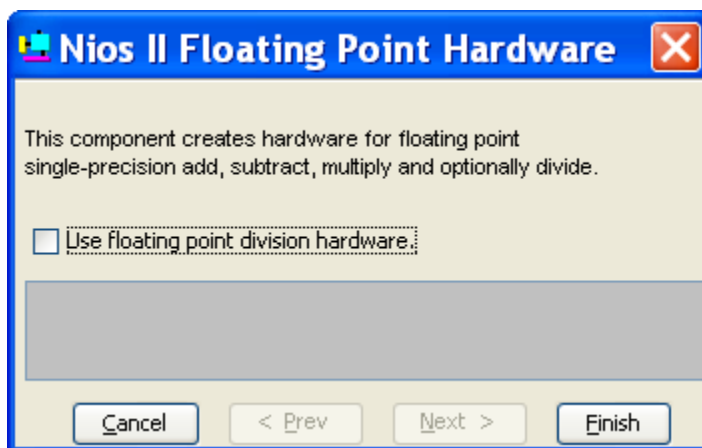 Nios II Floating Point Hardware
This component creates hardware for floating point
single-precision add, subtract, multiply and optionally divide.
Use floating point division hardware.
Cancel
< Prev
Next >
Finish